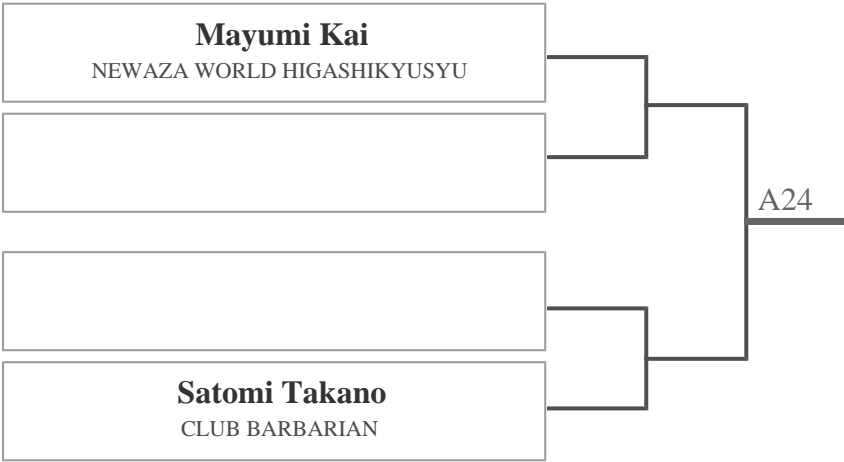 Mayumi Kai
NEWAZA WORLD HIGASHIKYUSYU
A24
Satomi Takano
CLUB BARBARIAN